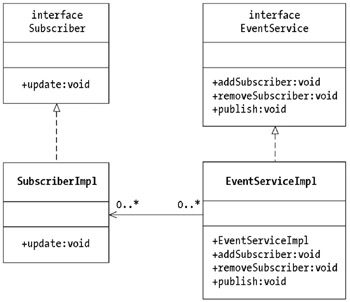 interface
Subscriber
+update:void
interface
EventService
+addSubscriber:void
+removeSubscriber:void
+publish:void
SubscriberImpl
+update:void
0..*
0..*
EventServiceImpl
+EventServiceImpl
+addSubscriber:void
+removeSubscriber:void
+publish:void